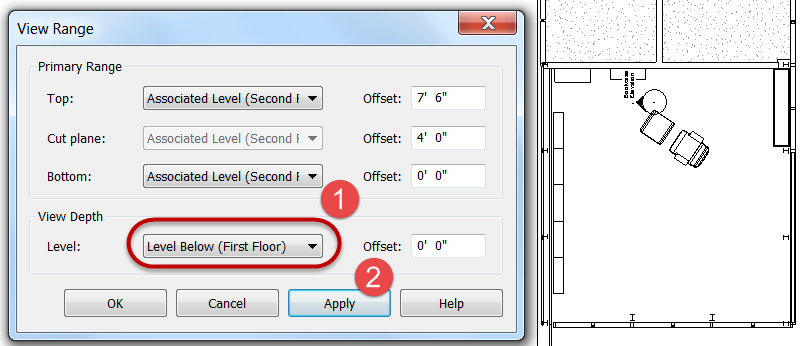 View Range
Primary Range
Top: Associated Level (Second F Offset: 7' 6"
Cut plane: Associated Level (Second F Offset: 4' 0"
Bottom: Associated Level (Second F Offset: 0' 0"
1
View Depth
Level: Level Below (First Floor) Offset: 0' 0"
2
OK Cancel Apply Help
Bookcase
Elevation